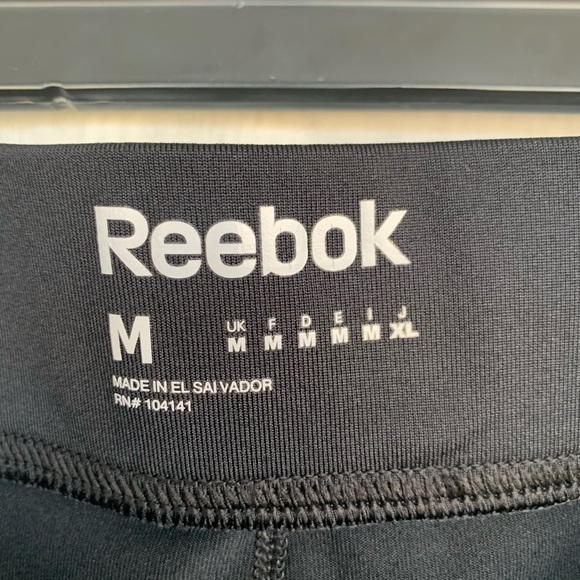 Reebok
M
UK F D E I J
M M M M M XL
MADE IN EL SALVADOR
RN# 104141